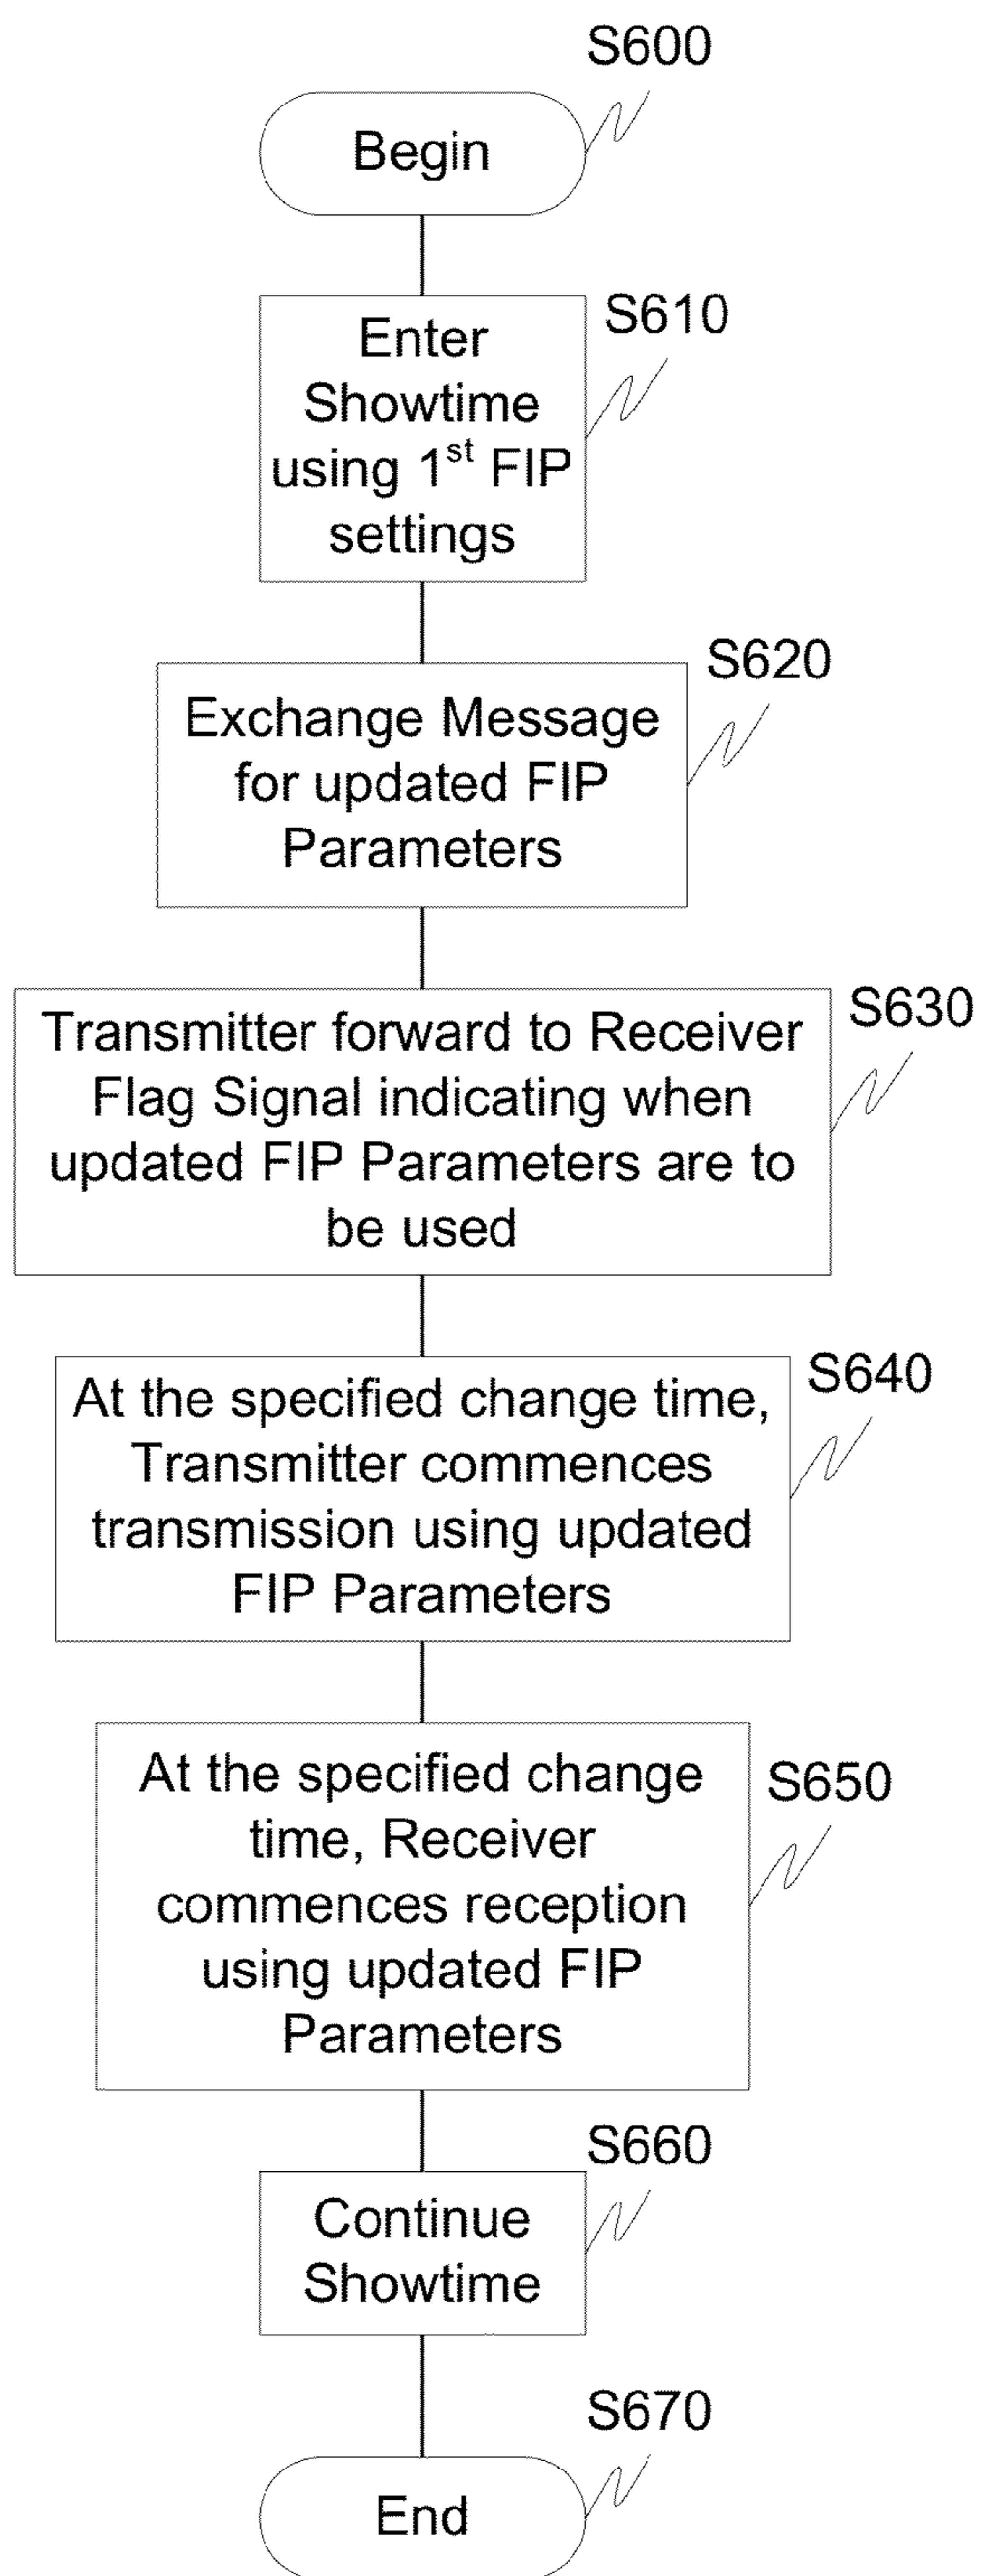 S600
Begin
S610
Enter
Showtime
using 1st FIP
settings
S620
Exchange Message
for updated FIP
Parameters
S630
Transmitter forward to Receiver
Flag Signal indicating when
updated FIP Parameters are to
be used
S640
At the specified change time,
Transmitter commences
transmission using updated
FIP Parameters
S650
At the specified change
time, Receiver
commences reception
using updated FIP
Parameters
S660
Continue
Showtime
S670
End